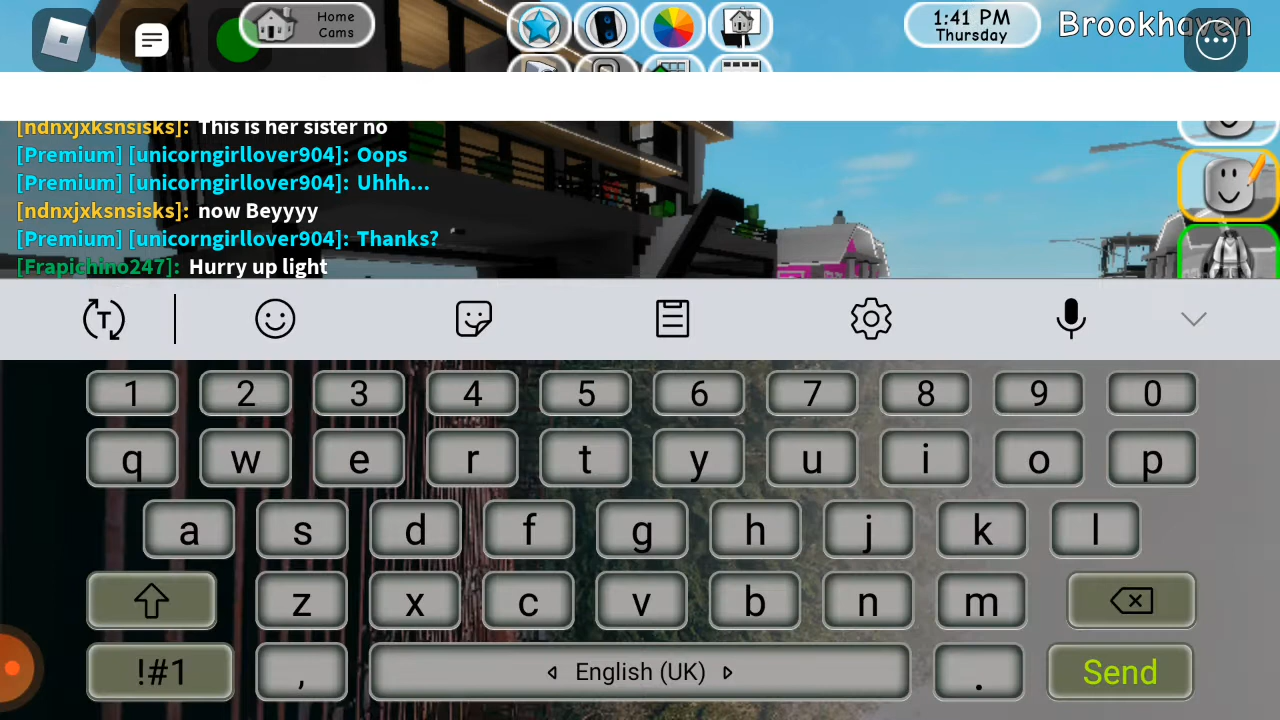 Home
Cams
1:41 PM
Thursday
Brookhaven
[ndnxjxksnsisks]: This is her sister no
[Premium] [unicorngirllover904]: Oops
[Premium] [unicorngirllover904]: Uhhh...
[ndnxjxksnsisks]: now Beyyyy
[Premium] [unicorngirllover904]: Thanks?
[Frapichino247]: Hurry up light
T
1 2 3 4 5 6 7 8 9 0
q w e r t y u i o p
a s d f g h j k l
z x c v b n m
!#1 , English (UK) . Send